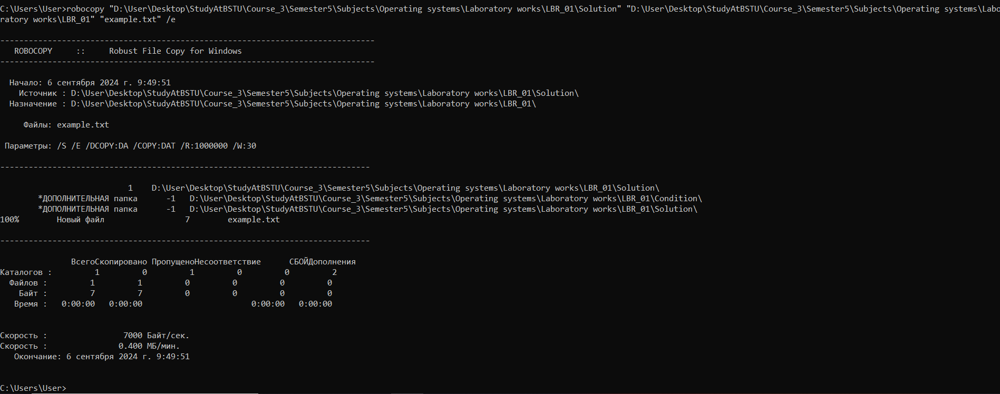 C:\Users\User>robocopy "D:\User\Desktop\StudyAtBSTU\Course_3\Semester5\Subjects\Operating systems\Laboratory works\LBR_01\Solution" "D:\User\Desktop\StudyAtBSTU\Course_3\Semester5\Subjects\Operating systems\Labo
ratory works\LBR_01" "example.txt" /e
-------------------------------------------------------------------------------
ROBOCOPY     ::     Robust File Copy for Windows
-------------------------------------------------------------------------------
Начало: 6 сентября 2024 г. 9:49:51
Источник : D:\User\Desktop\StudyAtBSTU\Course_3\Semester5\Subjects\Operating systems\Laboratory works\LBR_01\Solution\
Назначение : D:\User\Desktop\StudyAtBSTU\Course_3\Semester5\Subjects\Operating systems\Laboratory works\LBR_01\
Файлы: example.txt
Параметры: /S /E /DCOPY:DA /COPY:DAT /R:1000000 /W:30
------------------------------------------------------------------------------
1    D:\User\Desktop\StudyAtBSTU\Course_3\Semester5\Subjects\Operating systems\Laboratory works\LBR_01\Solution\
*ДОПОЛНИТЕЛЬНАЯ папка      -1   D:\User\Desktop\StudyAtBSTU\Course_3\Semester5\Subjects\Operating systems\Laboratory works\LBR_01\Condition\
*ДОПОЛНИТЕЛЬНАЯ папка      -1   D:\User\Desktop\StudyAtBSTU\Course_3\Semester5\Subjects\Operating systems\Laboratory works\LBR_01\Solution\
100%        Новый файл                 7        example.txt
------------------------------------------------------------------------------
ВсегоСкопировано ПропущеноНесоответствие      СБОЙДополнения
Каталогов :         1         0         1         0         0         2
Файлов :         1         1         0         0         0         0
Байт :         7         7         0         0         0         0
Время :   0:00:00   0:00:00                       0:00:00   0:00:00
Скорость :                7000 Байт/сек.
Скорость :               0.400 МБ/мин.
Окончание: 6 сентября 2024 г. 9:49:51
C:\Users\User>